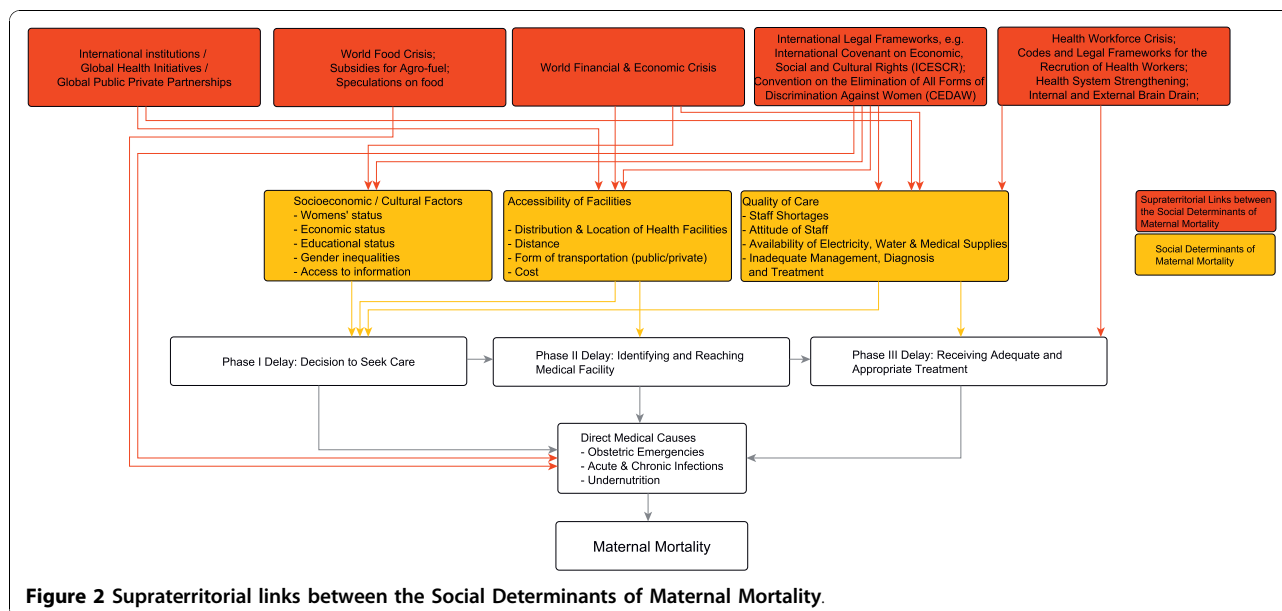 International institutions /
Global Health Initiatives /
Global Public Private Partnerships
World Food Crisis;
Subsidies for Agro-fuel;
Speculations on food
World Financial & Economic Crisis
International Legal Frameworks, e.g.
International Covenant on Economic,
Social and Cultural Rights (ICESCR);
Convention on the Elimination of All Forms of
Discrimination Against Women (CEDAW)
Health Workforce Crisis;
Codes and Legal Frameworks for the
Recrution of Health Workers;
Health System Strengthening;
Internal and External Brain Drain;
Socioeconomic / Cultural Factors
- Womens' status
- Economic status
- Educational status
- Gender inequalities
- Access to information
Accessibility of Facilities
- Distribution & Location of Health Facilities
- Distance
- Form of transportation (public/private)
- Cost
Quality of Care
- Staff Shortages
- Attitude of Staff
- Availability of Electricity, Water & Medical Supplies
- Inadequate Management, Diagnosis
and Treatment
Supraterritorial Links between
the Social Determinants of
Maternal Mortality
Social Determinants of
Maternal Mortality
Phase I Delay: Decision to Seek Care
Phase II Delay: Identifying and Reaching
Medical Facility
Phase III Delay: Receiving Adequate and
Appropriate Treatment
Direct Medical Causes
- Obstetric Emergencies
- Acute & Chronic Infections
- Undernutrition
Maternal Mortality
Figure 2 Supraterritorial links between the Social Determinants of Maternal Mortality.